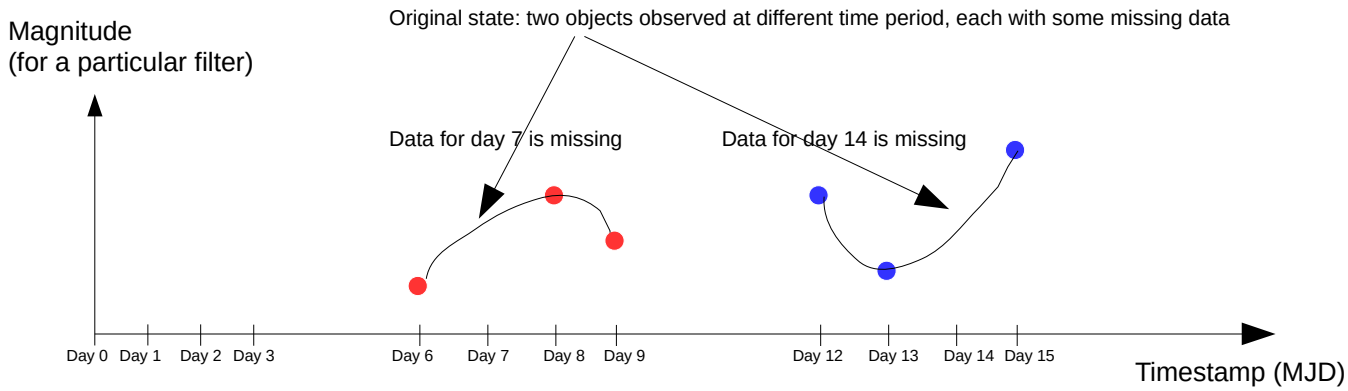 Original state: two objects observed at different time period, each with some missing data
Magnitude
(for a particular filter)
Data for day 7 is missing
Data for day 14 is missing
Day 0 Day 1 Day 2 Day 3 Day 6 Day 7 Day 8 Day 9 Day 12 Day 13 Day 14 Day 15
Timestamp (MJD)